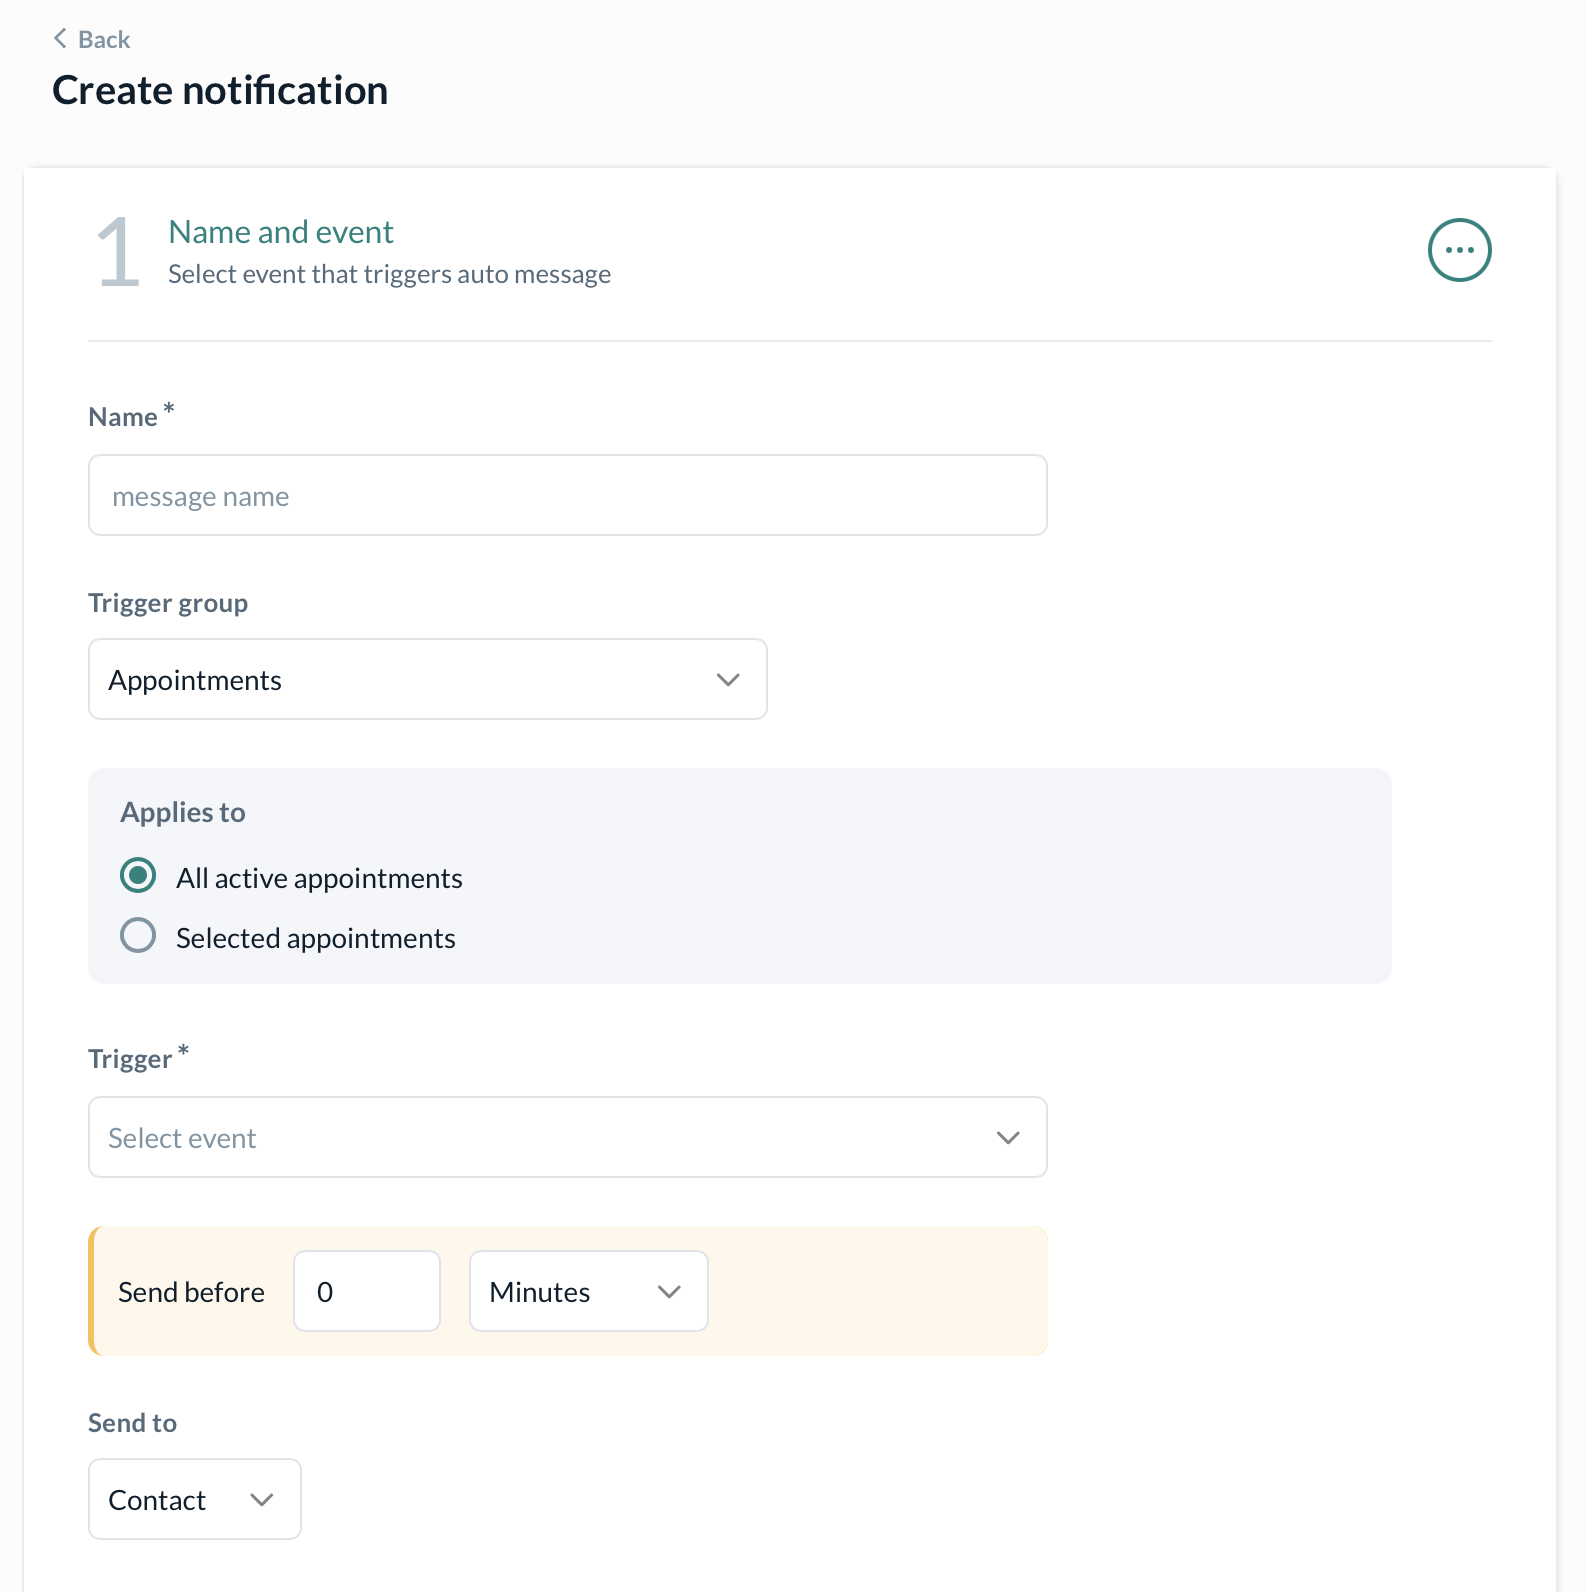 Back
Create notification
1
Name and event
Select event that triggers auto message
Name *
message name
Trigger group
Appointments
Applies to
All active appointments
Selected appointments
Trigger *
Select event
Send before 0 Minutes
Send to
Contact